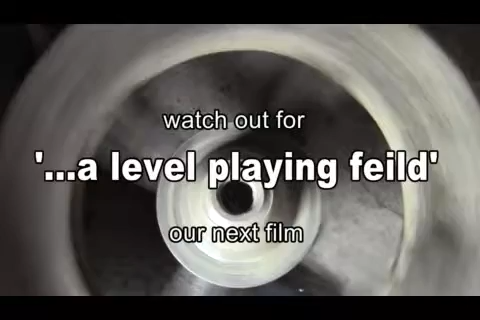 watch out for
'...a level playing feild'
our next film